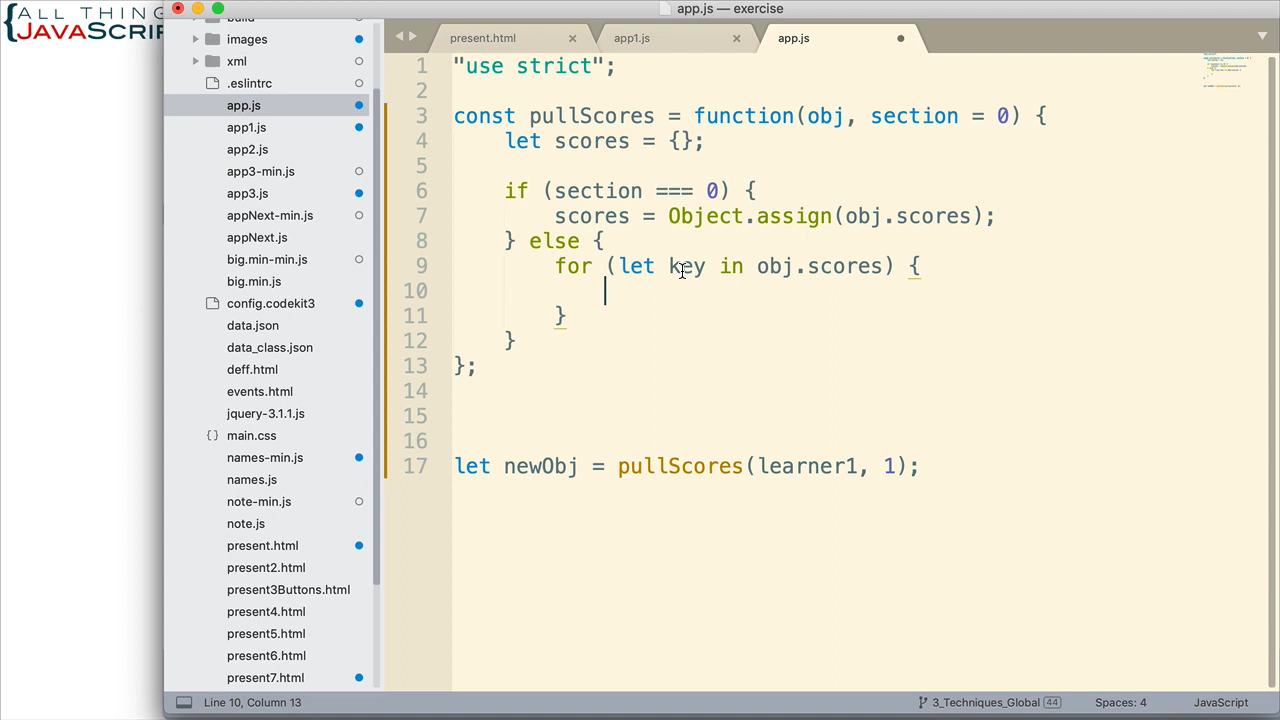 {ALL THING
JAVASCRIP
app.js — exercise
build
images
xml
.eslintrc
app.js
app1.js
app2.js
app3-min.js
app3.js
appNext-min.js
appNext.js
big.min-min.js
big.min.js
config.codekit3
data.json
data_class.json
deff.html
events.html
jquery-3.1.1.js
{} main.css
names-min.js
names.js
note-min.js
note.js
present.html
present2.html
present3Buttons.html
present4.html
present5.html
present6.html
present7.html
present.html × app1.js × app.js
1 "use strict";
2
3 const pullScores = function(obj, section = 0) {
4 let scores = {};
5
6 if (section === 0) {
7 scores = Object.assign(obj.scores);
8 } else {
9 for (let key in obj.scores) {
10
11 }
12 }
13 };
14
15
16
17 let newObj = pullScores(learner1, 1);
Line 10, Column 13 3_Techniques_Global 44 Spaces: 4 JavaScript